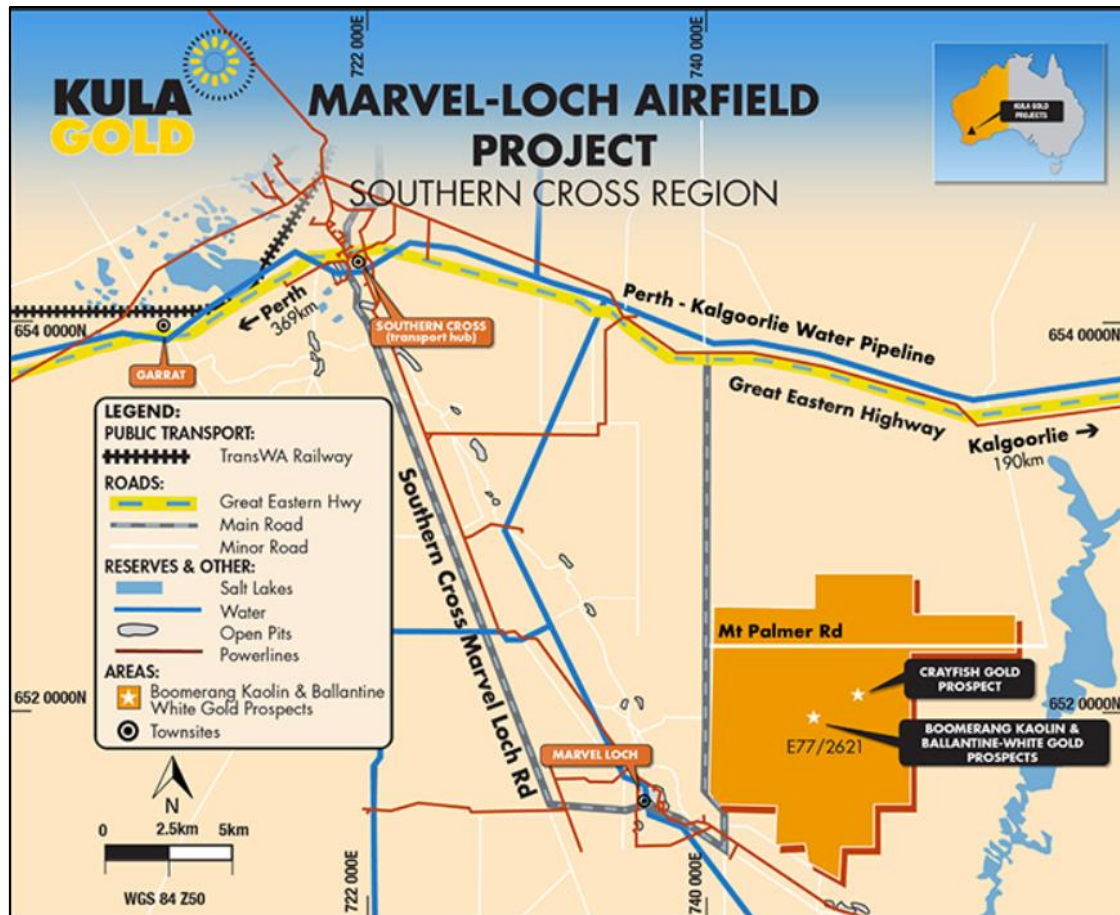 KULA
GOLD
MARVEL-LOCH AIRFIELD
PROJECT
SOUTHERN CROSS REGION
722 000E
740 000E
KULA GOLD
PROJECTS
654 0000N
654 0000N
Perth
369km
SOUTHERN CROSS
(transport hub)
GARRAT
Perth - Kalgoorlie Water Pipeline
Great Eastern Highway
Kalgoorlie
190km
LEGEND:
PUBLIC TRANSPORT:
TransWA Railway
ROADS:
Great Eastern Hwy
Main Road
Minor Road
RESERVES & OTHER:
Salt Lakes
Water
Open Pits
Powerlines
AREAS:
Boomerang Kaolin & Ballantine
White Gold Prospects
Townsites
Southern Cross Marvel Loch Rd
Mt Palmer Rd
CRAYFISH GOLD
PROSPECT
652 0000N
652 0000N
BOOMERANG KAOLIN &
BALLANTINE-WHITE GOLD
PROSPECTS
E77/2621
MARVEL LOCH
N
0 2.5km 5km
WGS 84 Z50
722 000E
740 000E